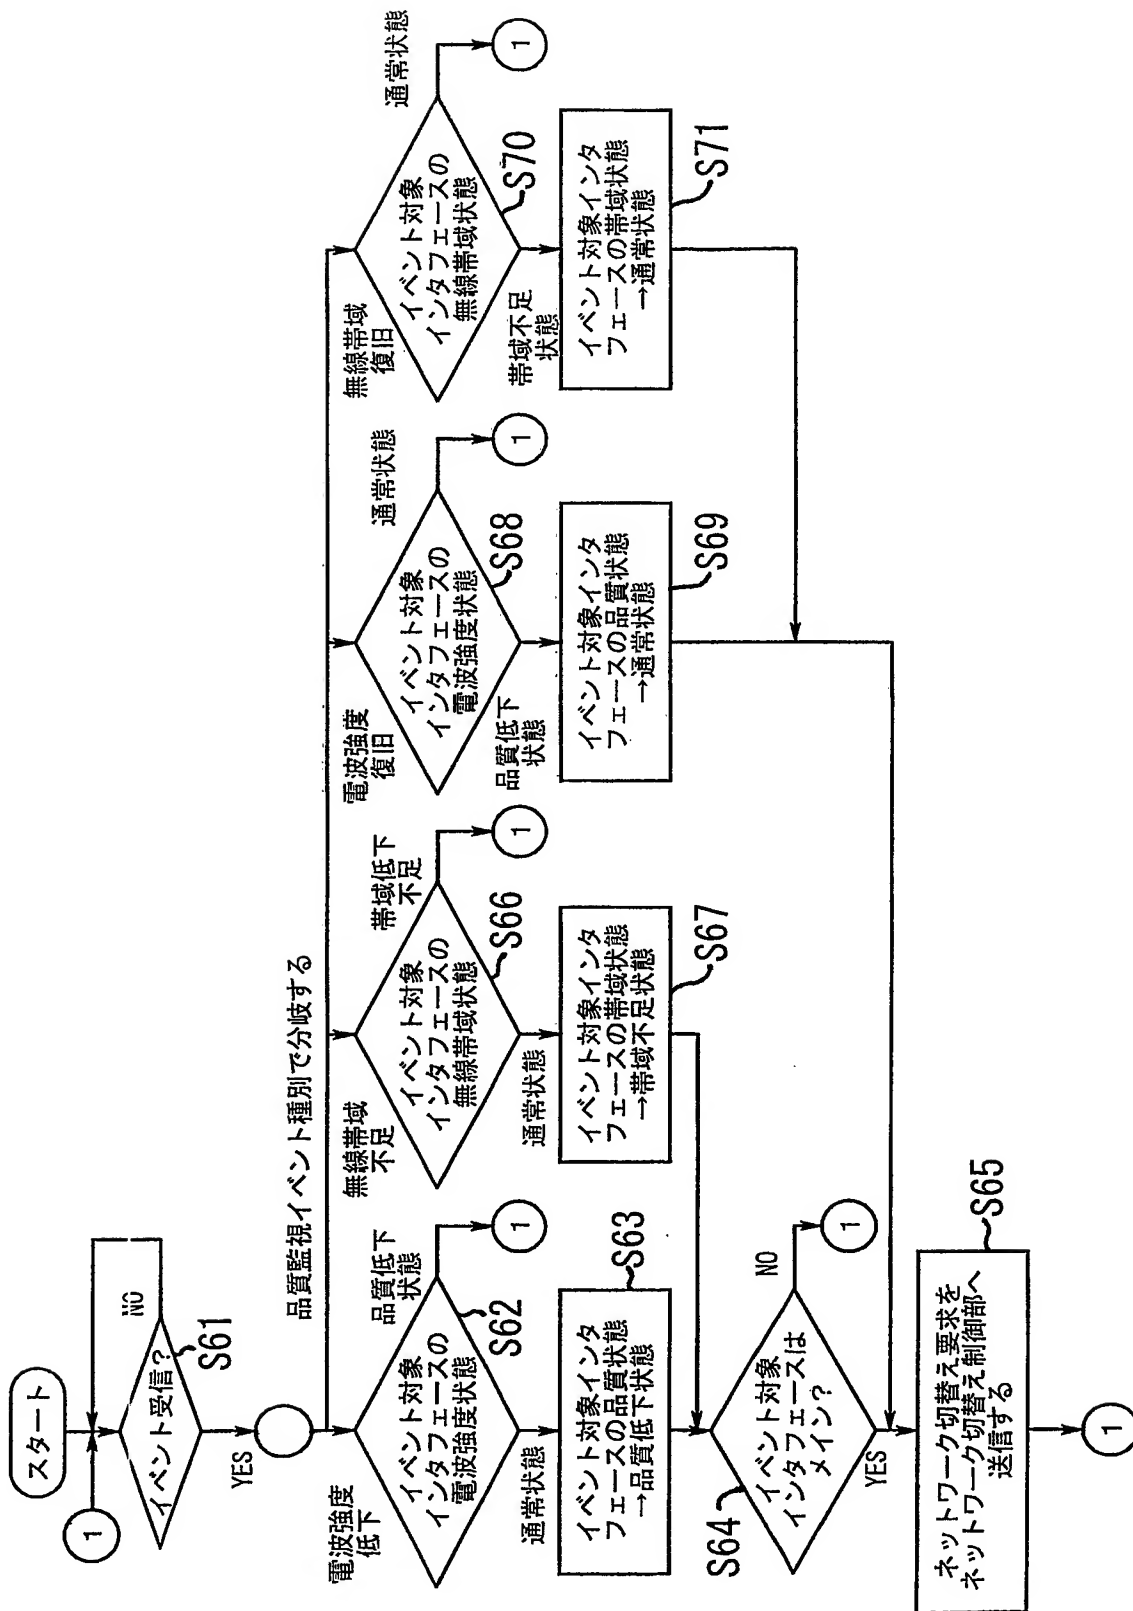 スタート
1
イベント受信?
NO
S61
YES
品質監視イベント種別で分岐する
電波強度
低下
イベント対象
インタフェースの
電波強度状態
品質低下
状態
1
S62
通常状態
イベント対象インタ
フェースの品質状態
→品質低下状態
S63
無線帯域
不足
イベント対象
インタフェースの
無線帯域状態
帯域低下
不足
1
S66
通常状態
イベント対象インタ
フェースの帯域状態
→帯域不足状態
S67
電波強度
復旧
イベント対象
インタフェースの
電波強度状態
通常状態
1
S68
品質低下
状態
イベント対象インタ
フェースの品質状態
→通常状態
S69
無線帯域
復旧
イベント対象
インタフェースの
無線帯域状態
通常状態
1
S70
帯域不足
状態
イベント対象インタ
フェースの帯域状態
→通常状態
S71
S64
イベント対象
インタフェースは
メイン?
NO
1
YES
ネットワーク切替え要求を
ネットワーク切替え制御部へ
送信する
S65
1